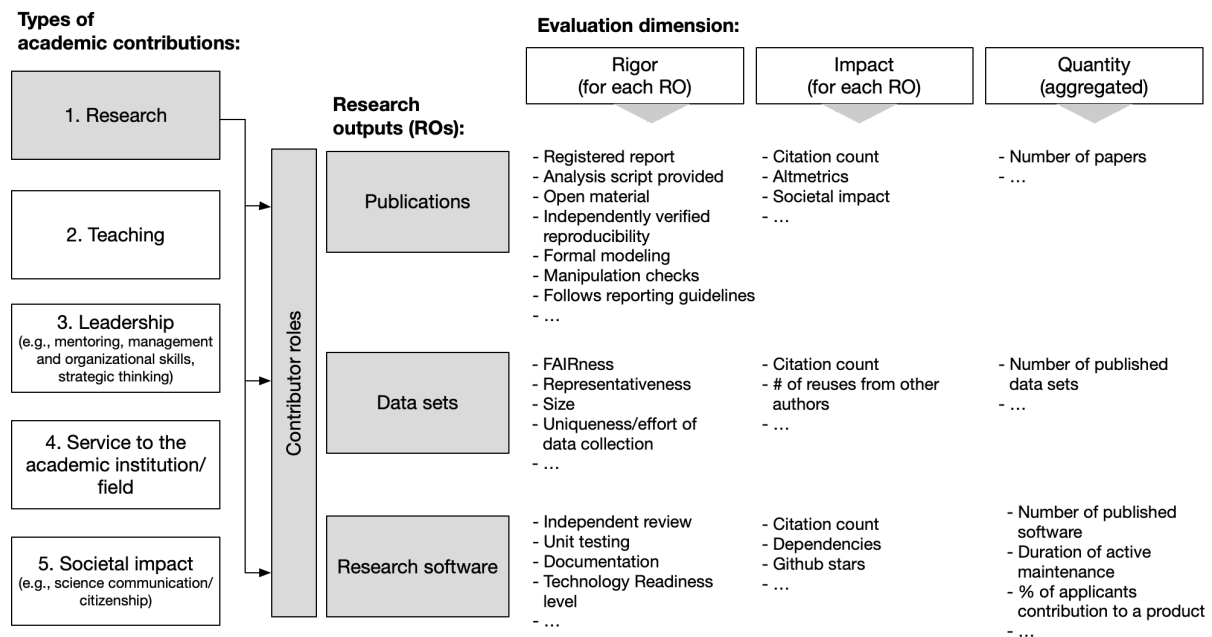 Types of
academic contributions:
1. Research
2. Teaching
3. Leadership
(e.g., mentoring, management
and organizational skills,
strategic thinking)
4. Service to the
academic institution/
field
5. Societal impact
(e.g., science communication/
citizenship)
Contributor roles
Research
outputs (ROs):
Publications
Data sets
Research software
Evaluation dimension:
Rigor
(for each RO)
Impact
(for each RO)
Quantity
(aggregated)
- Registered report
- Analysis script provided
- Open material
- Independently verified
reproducibility
- Formal modeling
- Manipulation checks
- Follows reporting guidelines
- …
- Citation count
- Altmetrics
- Societal impact
- …
- Number of papers
- …
- FAIRness
- Representativeness
- Size
- Uniqueness/effort of
data collection
- …
- Citation count
- # of reuses from other
authors
- …
- Number of published
data sets
- …
- Independent review
- Unit testing
- Documentation
- Technology Readiness
level
- …
- Citation count
- Dependencies
- Github stars
- …
- Number of published
software
- Duration of active
maintenance
- % of applicants
contribution to a product
- …